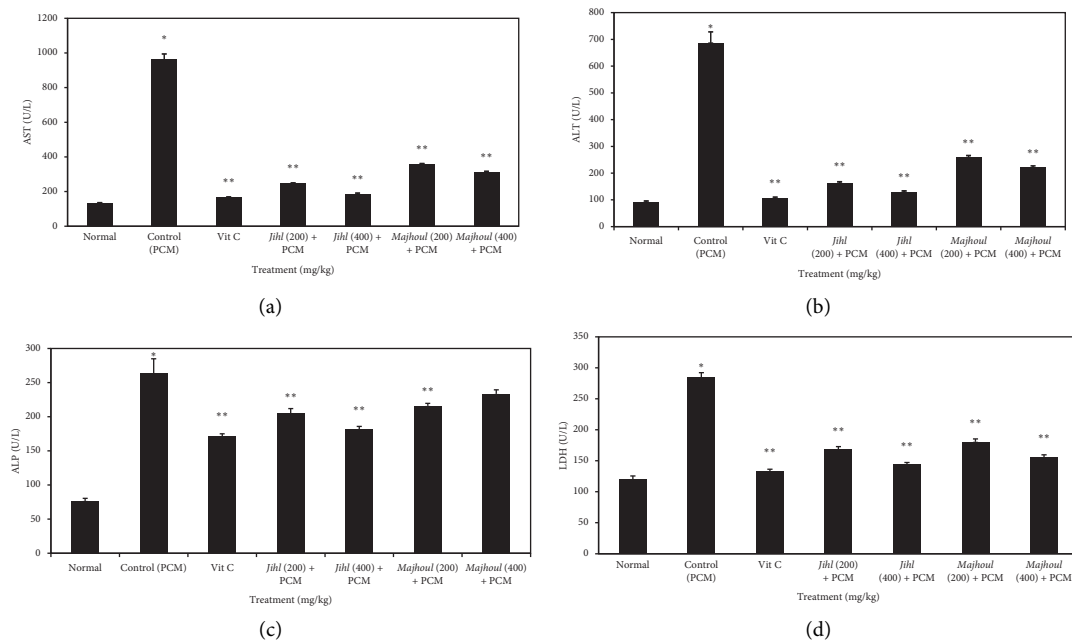 1200
1000
800
600
400
200
0
AST (U/L)
*
**
**
**
**
**
Normal
Control (PCM)
Vit C
Jihl (200) + PCM
Jihl (400) + PCM
Majhoul (200) + PCM
Majhoul (400) + PCM
Treatment (mg/kg)
(a)
800
700
600
500
400
300
200
100
0
ALT (U/L)
*
**
**
**
**
**
Normal
Control (PCM)
Vit C
Jihl (200) + PCM
Jihl (400) + PCM
Majhoul (200) + PCM
Majhoul (400) + PCM
Treatment (mg/kg)
(b)
300
250
200
150
100
50
0
ALP (U/L)
*
**
**
**
**
Normal
Control (PCM)
Vit C
Jihl (200) + PCM
Jihl (400) + PCM
Majhoul (200) + PCM
Majhoul (400) + PCM
Treatment (mg/kg)
(c)
350
300
250
200
150
100
50
0
LDH (U/L)
*
**
**
**
**
**
Normal
Control (PCM)
Vit C
Jihl (200) + PCM
Jihl (400) + PCM
Majhoul (200) + PCM
Majhoul (400) + PCM
Treatment (mg/kg)
(d)